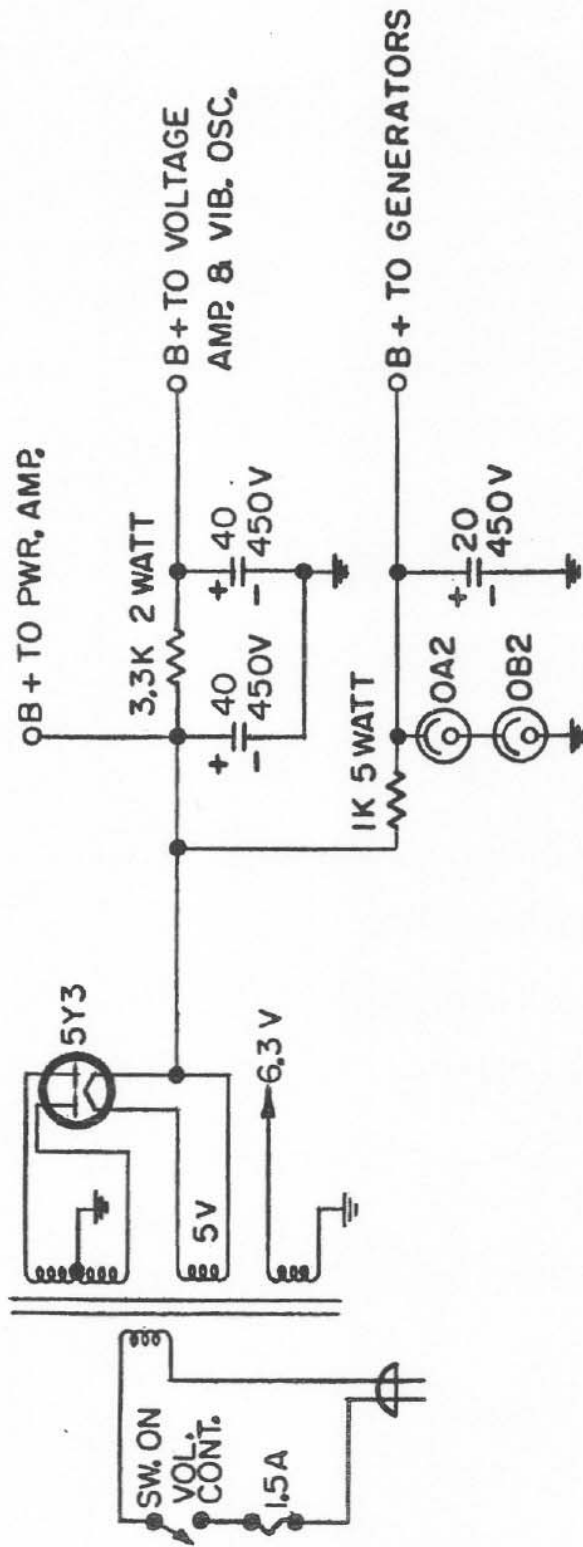 SW. ON
VOL.
CONT.
1.5A
5V
6.3V
5Y3
B+ TO PWR. AMP.
3.3K 2 WATT
+ 40
- 450V
+ 40
- 450V
B+ TO VOLTAGE
AMP. & VIB. OSC.
1K 5 WATT
OA2
OB2
+ 20
- 450V
B+ TO GENERATORS